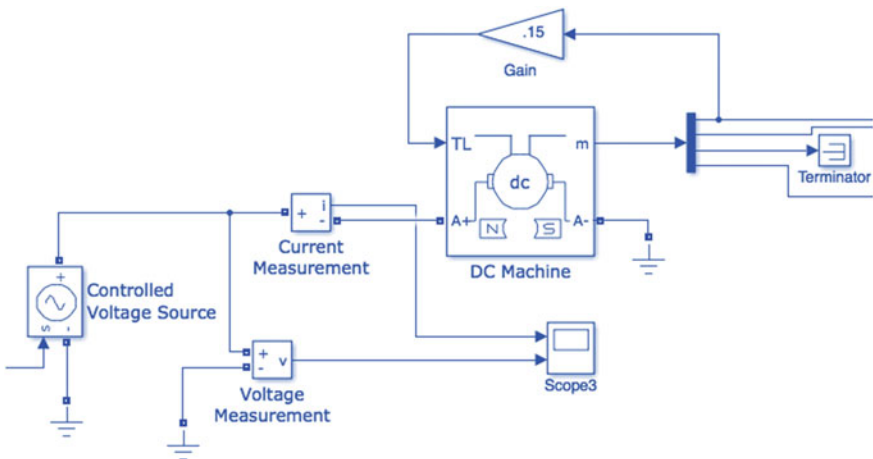 .15
Gain
TL
m
dc
A+
N
S
A-
Terminator
+
i
-
Current
Measurement
DC Machine
+
s
-
Controlled
Voltage Source
+
-
v
Voltage
Measurement
Scope3